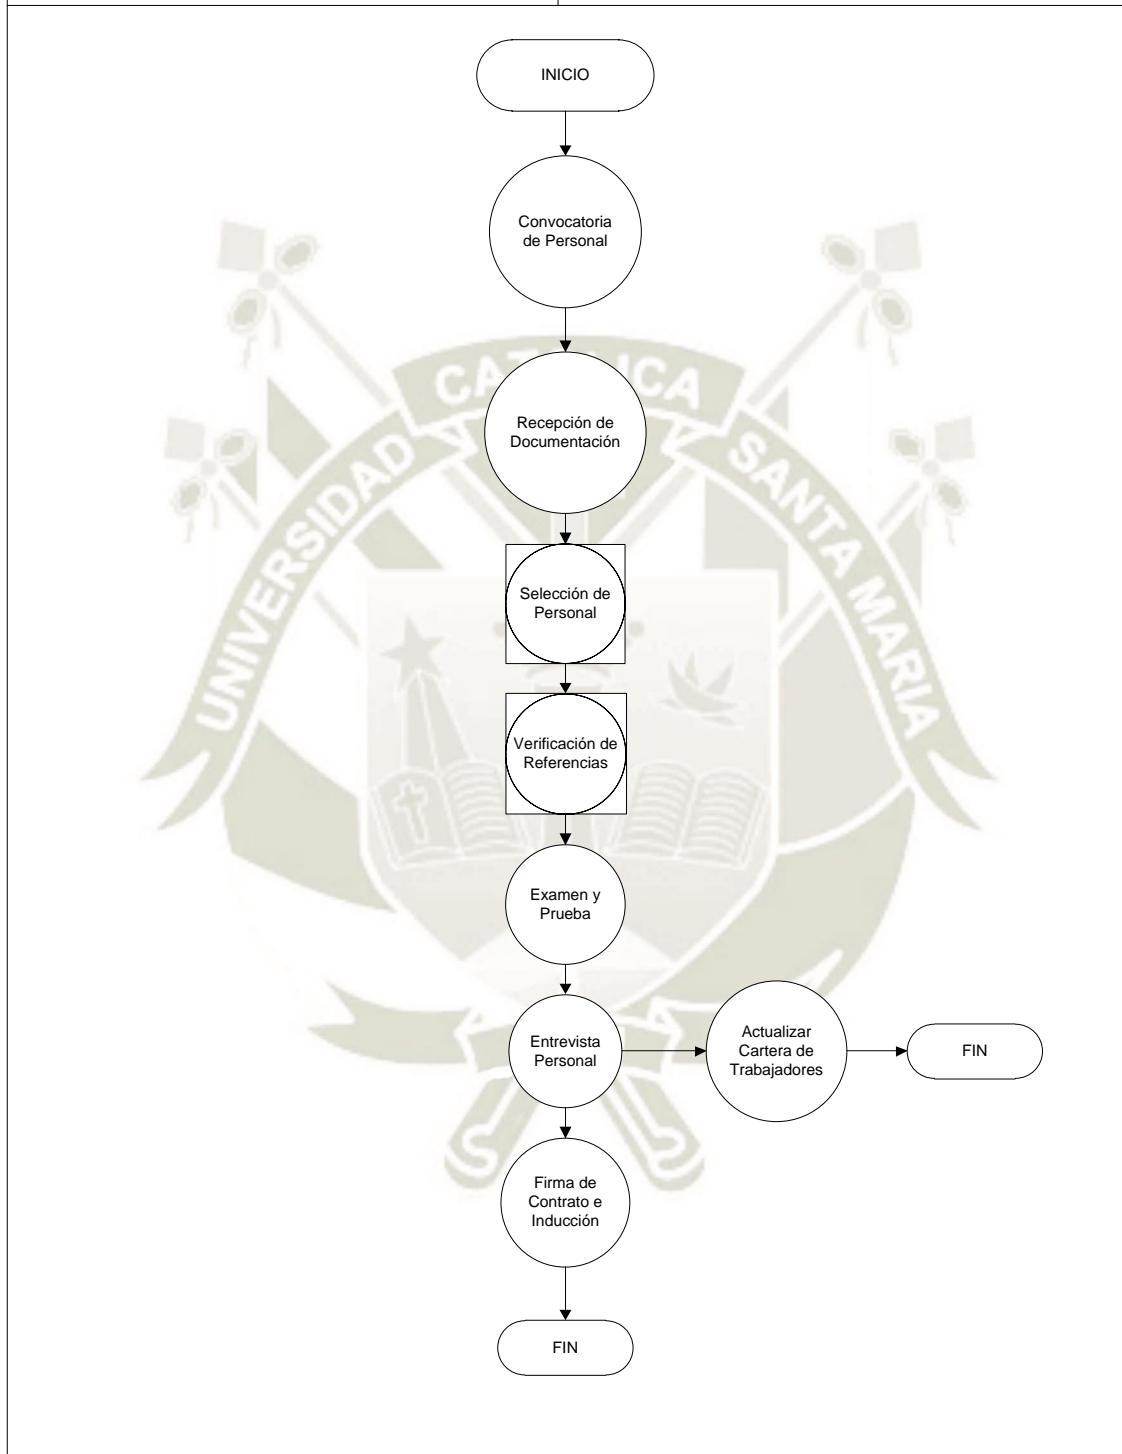 INICIO
Convocatoria
de Personal
Recepción de
Documentación
Selección de
Personal
Verificación de
Referencias
Examen y
Prueba
Entrevista
Personal
Actualizar
Cartera de
Trabajadores
FIN
Firma de
Contrato e
Inducción
FIN
UNIVERSIDAD
CATOLICA
SANTA MARIA